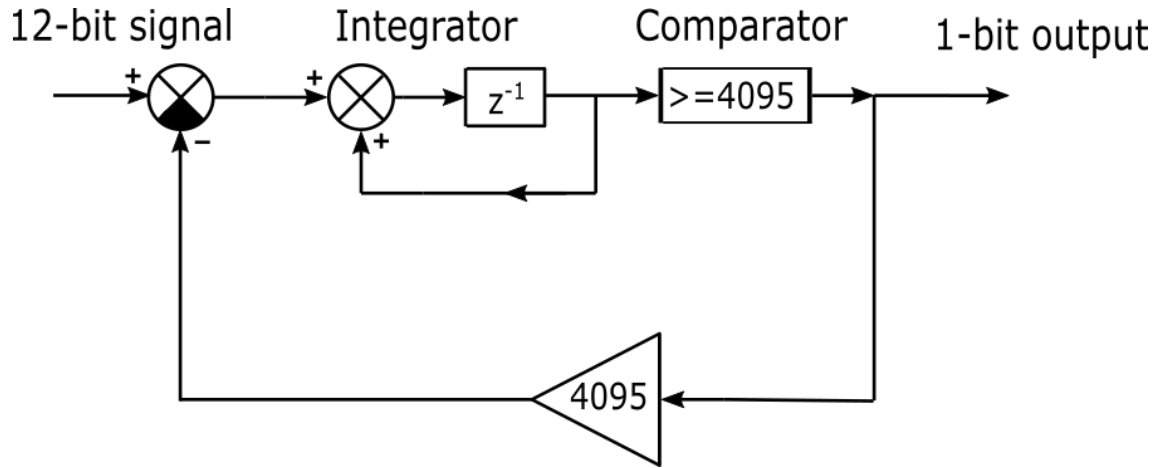 12-bit signal
Integrator
Comparator
1-bit output
+
+
z-1
>=4095
−
+
4095